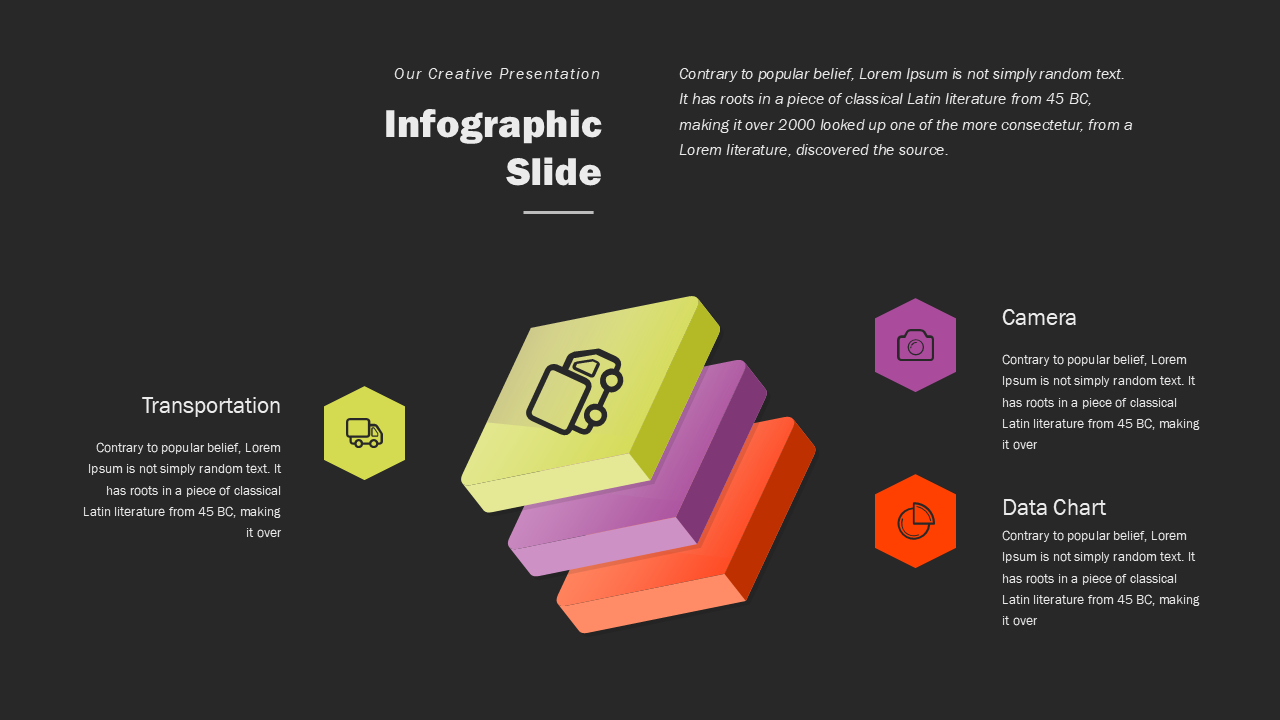 Our Creative Presentation
Infographic
Slide
Contrary to popular belief, Lorem Ipsum is not simply random text.
It has roots in a piece of classical Latin literature from 45 BC,
making it over 2000 looked up one of the more consectetur, from a
Lorem literature, discovered the source.
Transportation
Contrary to popular belief, Lorem
Ipsum is not simply random text. It
has roots in a piece of classical
Latin literature from 45 BC, making
it over
Camera
Contrary to popular belief, Lorem
Ipsum is not simply random text. It
has roots in a piece of classical
Latin literature from 45 BC, making
it over
Data Chart
Contrary to popular belief, Lorem
Ipsum is not simply random text. It
has roots in a piece of classical
Latin literature from 45 BC, making
it over